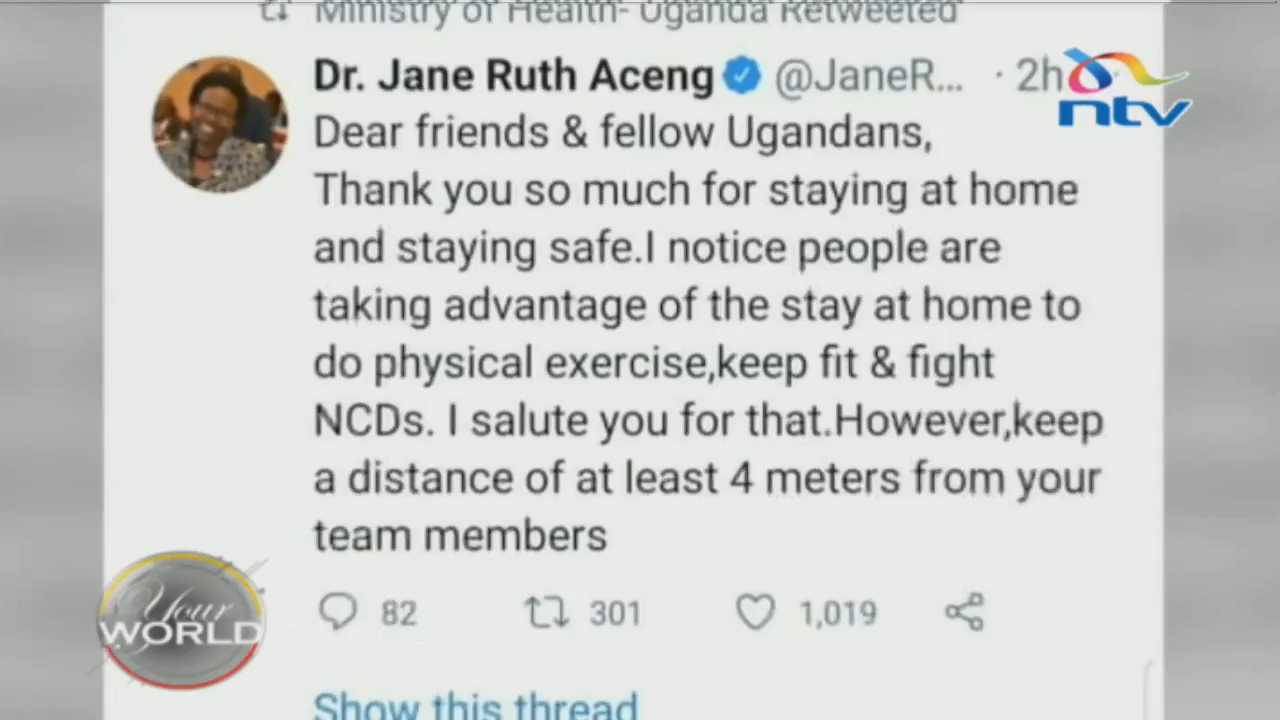 Ministry of Health- Uganda Retweeted
Dr. Jane Ruth Aceng @JaneR... · 2h
ntv
Dear friends & fellow Ugandans,
Thank you so much for staying at home
and staying safe.I notice people are
taking advantage of the stay at home to
do physical exercise,keep fit & fight
NCDs. I salute you for that.However,keep
a distance of at least 4 meters from your
team members
82 301 1,019
Your
WORLD
Show this thread